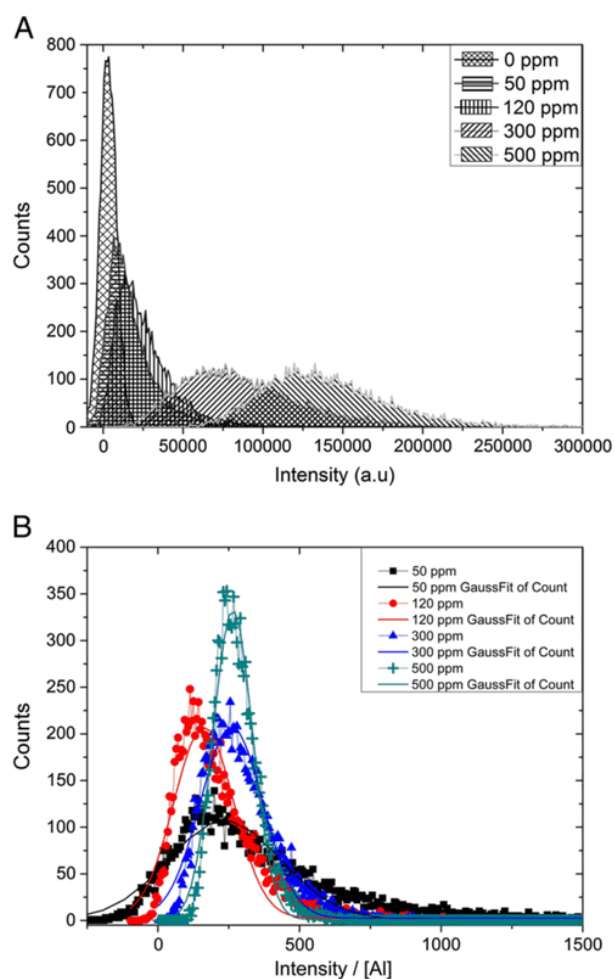 A
800
700
600
500
400
300
200
100
0
Counts
0 ppm
50 ppm
120 ppm
300 ppm
500 ppm
0 50000 100000 150000 200000 250000 300000
Intensity (a.u)
B
400
350
300
250
200
150
100
50
0
Counts
50 ppm
50 ppm GaussFit of Count
120 ppm
120 ppm GaussFit of Count
300 ppm
300 ppm GaussFit of Count
500 ppm
500 ppm GaussFit of Count
0 500 1000 1500
Intensity / [Al]